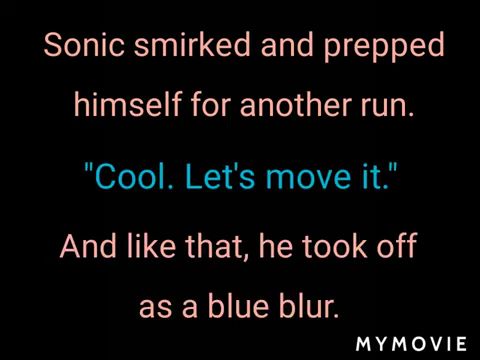 Sonic smirked and prepped
himself for another run.
"Cool. Let's move it."
And like that, he took off
as a blue blur.
MYMOVIE